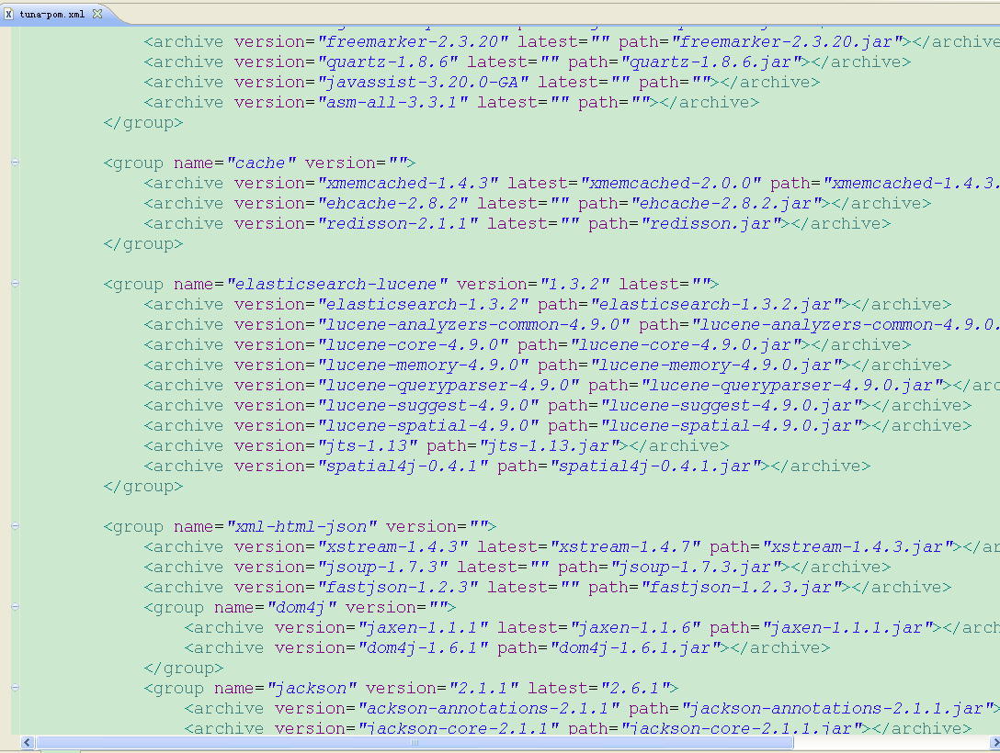 tuna-pom.xml
<archive version="freemarker-2.3.20" latest="" path="freemarker-2.3.20.jar"></archive
<archive version="quartz-1.8.6" latest="" path="quartz-1.8.6.jar"></archive>
<archive version="javassist-3.20.0-GA" latest="" path=""></archive>
<archive version="asm-all-3.3.1" latest="" path=""></archive>
</group>
<group name="cache" version="">
<archive version="xmemcached-1.4.3" latest="xmemcached-2.0.0" path="xmemcached-1.4.3.
<archive version="ehcache-2.8.2" latest="" path="ehcache-2.8.2.jar"></archive>
<archive version="redisson-2.1.1" latest="" path="redisson.jar"></archive>
</group>
<group name="elasticsearch-lucene" version="1.3.2" latest="">
<archive version="elasticsearch-1.3.2" path="elasticsearch-1.3.2.jar"></archive>
<archive version="lucene-analyzers-common-4.9.0" path="lucene-analyzers-common-4.9.0.
<archive version="lucene-core-4.9.0" path="lucene-core-4.9.0.jar"></archive>
<archive version="lucene-memory-4.9.0" path="lucene-memory-4.9.0.jar"></archive>
<archive version="lucene-queryparser-4.9.0" path="lucene-queryparser-4.9.0.jar"></arc
<archive version="lucene-suggest-4.9.0" path="lucene-suggest-4.9.0.jar"></archive>
<archive version="lucene-spatial-4.9.0" path="lucene-spatial-4.9.0.jar"></archive>
<archive version="jts-1.13" path="jts-1.13.jar"></archive>
<archive version="spatial4j-0.4.1" path="spatial4j-0.4.1.jar"></archive>
</group>
<group name="xml-html-json" version="">
<archive version="xstream-1.4.3" latest="xstream-1.4.7" path="xstream-1.4.3.jar"></ar
<archive version="jsoup-1.7.3" latest="" path="jsoup-1.7.3.jar"></archive>
<archive version="fastjson-1.2.3" latest="" path="fastjson-1.2.3.jar"></archive>
<group name="dom4j" version="">
<archive version="jaxen-1.1.1" latest="jaxen-1.1.6" path="jaxen-1.1.1.jar"></arch
<archive version="dom4j-1.6.1" path="dom4j-1.6.1.jar"></archive>
</group>
<group name="jackson" version="2.1.1" latest="2.6.1">
<archive version="ackson-annotations-2.1.1" path="jackson-annotations-2.1.1.jar">
<archive version="jackson-core-2.1.1" path="jackson-core-2.1.1.jar"></archive>